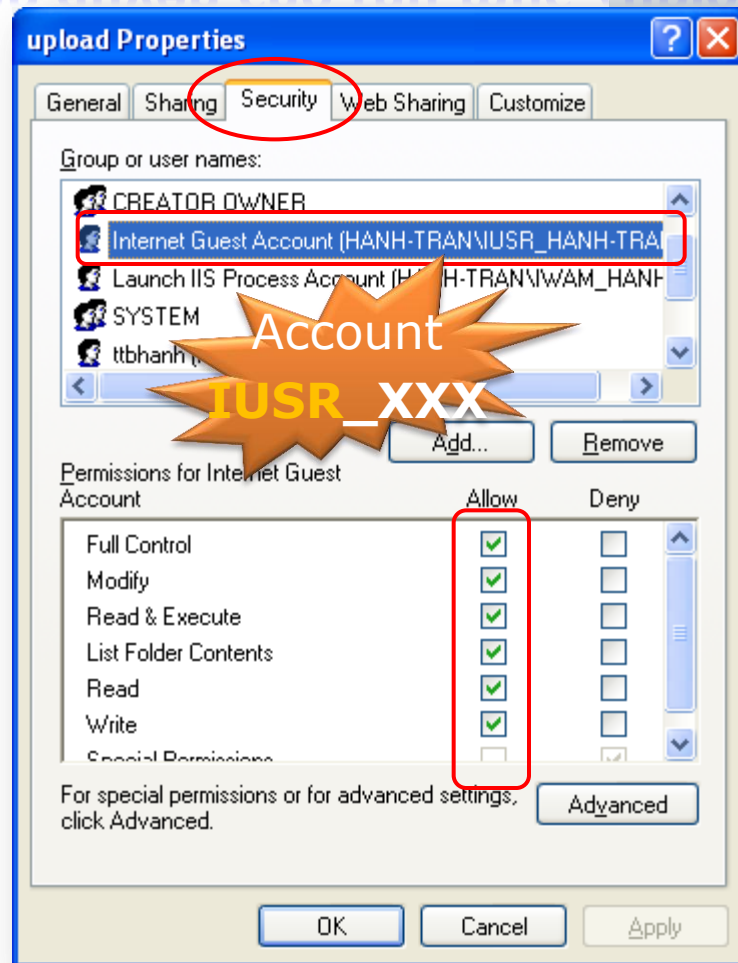 upload Properties
General Sharing Security Web Sharing Customize
Group or user names:
CREATOR OWNER
Internet Guest Account (HANH-TRAN\IUSR_HANH-TRA
Launch IIS Process Account (HANH-TRAN\IWAM_HANH
SYSTEM
ttbhanh
Account
IUSR_XXX
Add... Remove
Permissions for Internet Guest
Account Allow Deny
Full Control
Modify
Read & Execute
List Folder Contents
Read
Write
Special Permissions
For special permissions or for advanced settings,
click Advanced.
Advanced
OK Cancel Apply